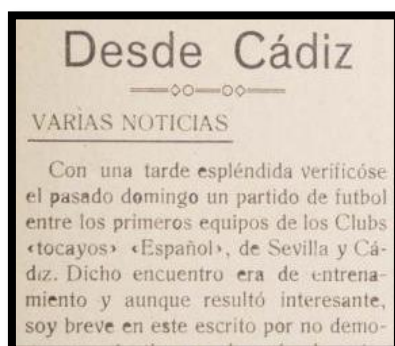 Desde Cádiz
VARIAS NOTICIAS
Con una tarde espléndida verificóse
el pasado domingo un partido de futbol
entre los primeros equipos de los Clubs
«tocayos» «Español», de Sevilla y Cá-
diz. Dicho encuentro era de entrena-
miento y aunque resultó interesante,
soy breve en este escrito por no demo-